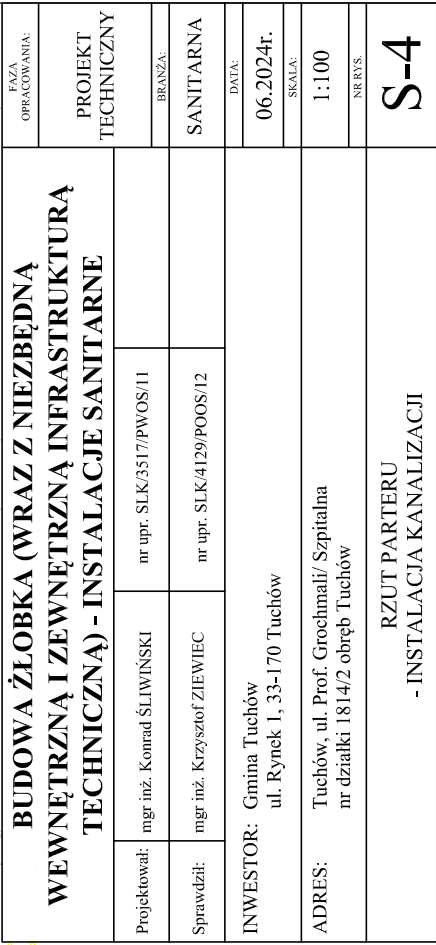 BUDOWA ŻŁOBKA (WRAZ Z NIEZBĘDNĄ
WEWNĘTRZNĄ I ZEWNĘTRZNĄ INFRASTRUKTURĄ
TECHNICZNĄ) - INSTALACJE SANITARNE
FAZA
OPRACOWANIA:
PROJEKT
TECHNICZNY
Projektował: mgr inż. Konrad ŚLIWIŃSKI nr upr. SLK/3517/PWOS/11
BRANŻA:
Sprawdził: mgr inż. Krzysztof ZIEWIEC nr upr. SLK/4129/POOS/12
SANITARNA
INWESTOR: Gmina Tuchów
ul. Rynek 1, 33-170 Tuchów
DATA:
06.2024r.
SKALA:
ADRES: Tuchów, ul. Prof. Grochmali/ Szpitalna
nr działki 1814/2 obręb Tuchów
1:100
NR RYS.
RZUT PARTERU
- INSTALACJA KANALIZACJI
S-4